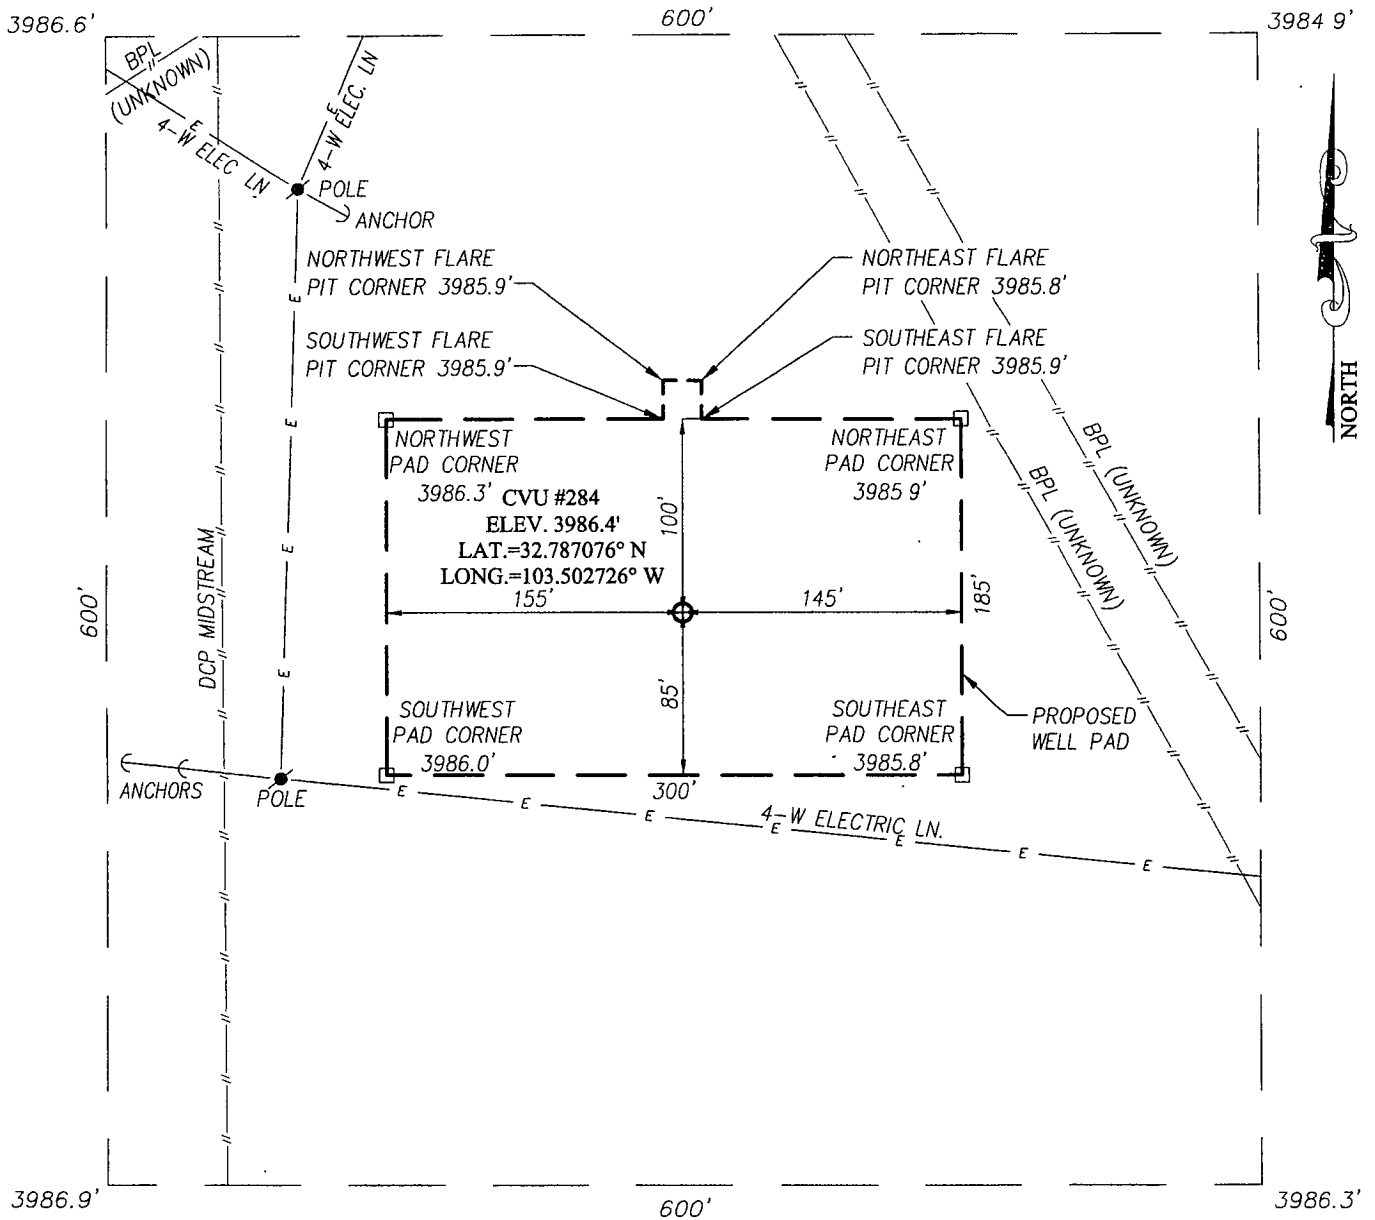 3986.6'
600'
3984 9'
BPL
(UNKNOWN)
E
4-W ELEC LN
E
4-W ELEC. LN
POLE
ANCHOR
NORTHWEST FLARE
PIT CORNER 3985.9'
NORTHEAST FLARE
PIT CORNER 3985.8'
SOUTHWEST FLARE
PIT CORNER 3985.9'
SOUTHEAST FLARE
PIT CORNER 3985.9'
NORTH
E
E
E
E
NORTHWEST
PAD CORNER
3986.3'
NORTHEAST
PAD CORNER
3985 9'
CVU #284
ELEV. 3986.4'
LAT.=32.787076° N
LONG.=103.502726° W
100'
155'
145'
185'
85'
600'
600'
DCP MIDSTREAM
BPL (UNKNOWN)
BPL (UNKNOWN)
SOUTHWEST
PAD CORNER
3986.0'
SOUTHEAST
PAD CORNER
3985.8'
PROPOSED
WELL PAD
ANCHORS
POLE
300'
4-W ELECTRIC LN.
E
E
E
E
E
E
E
3986.9'
600'
3986.3'